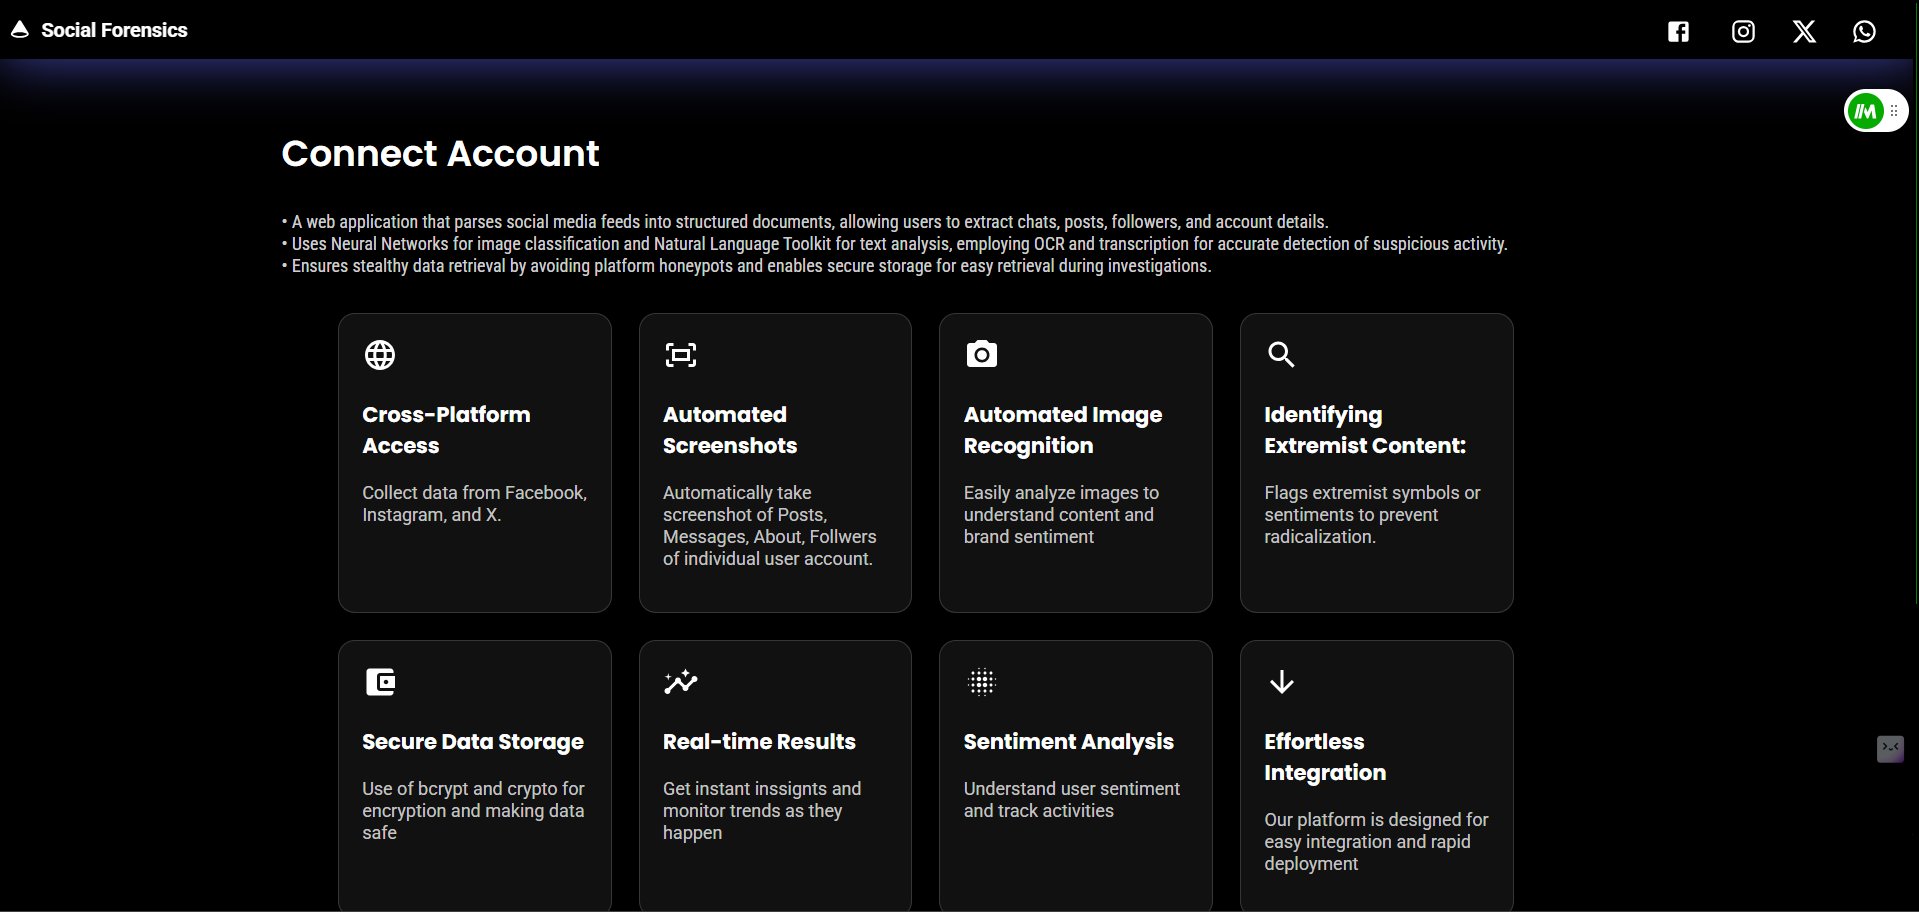 Social Forensics
Connect Account
• A web application that parses social media feeds into structured documents, allowing users to extract chats, posts, followers, and account details.
• Uses Neural Networks for image classification and Natural Language Toolkit for text analysis, employing OCR and transcription for accurate detection of suspicious activity.
• Ensures stealthy data retrieval by avoiding platform honeypots and enables secure storage for easy retrieval during investigations.
Cross-Platform
Access
Collect data from Facebook,
Instagram, and X.
Automated
Screenshots
Automatically take
screenshot of Posts,
Messages, About, Follwers
of individual user account.
Automated Image
Recognition
Easily analyze images to
understand content and
brand sentiment
Identifying
Extremist Content:
Flags extremist symbols or
sentiments to prevent
radicalization.
Secure Data Storage
Use of bcrypt and crypto for
encryption and making data
safe
Real-time Results
Get instant inssignts and
monitor trends as they
happen
Sentiment Analysis
Understand user sentiment
and track activities
Effortless
Integration
Our platform is designed for
easy integration and rapid
deployment